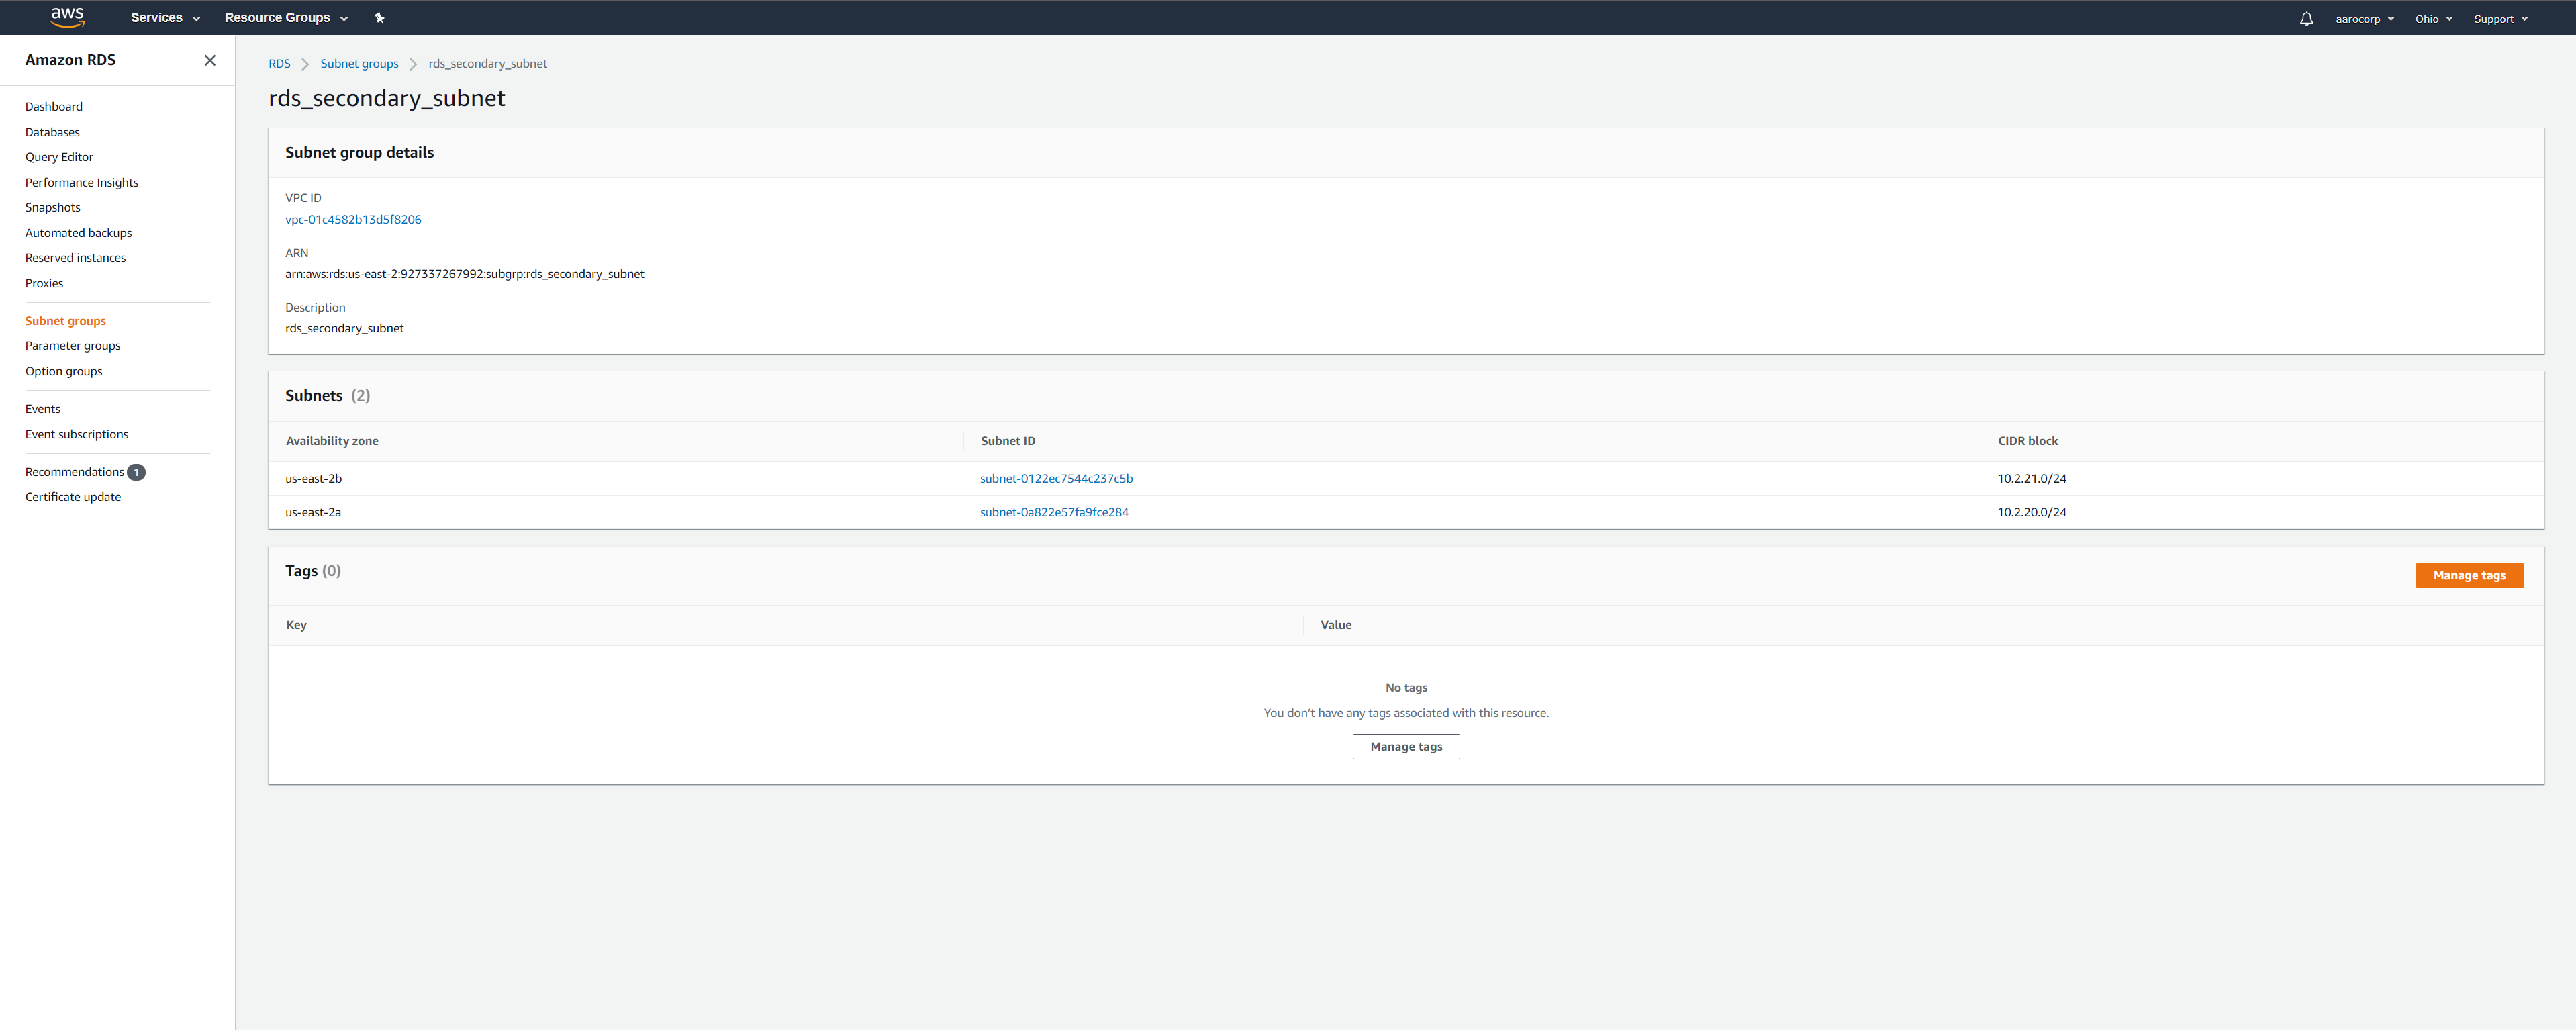 aws Services Resource Groups aarocorp Ohio Support
Amazon RDS
Dashboard
Databases
Query Editor
Performance Insights
Snapshots
Automated backups
Reserved instances
Proxies
Subnet groups
Parameter groups
Option groups
Events
Event subscriptions
Recommendations 1
Certificate update
RDS Subnet groups rds_secondary_subnet
rds_secondary_subnet
Subnet group details
VPC ID
vpc-01c4582b13d5f8206
ARN
arn:aws:rds:us-east-2:927337267992:subgrp:rds_secondary_subnet
Description
rds_secondary_subnet
Subnets (2)
Availability zone Subnet ID CIDR block
us-east-2b subnet-0122ec7544c237c5b 10.2.21.0/24
us-east-2a subnet-0a822e57fa9fce284 10.2.20.0/24
Tags (0) Manage tags
Key Value
No tags
You don't have any tags associated with this resource.
Manage tags